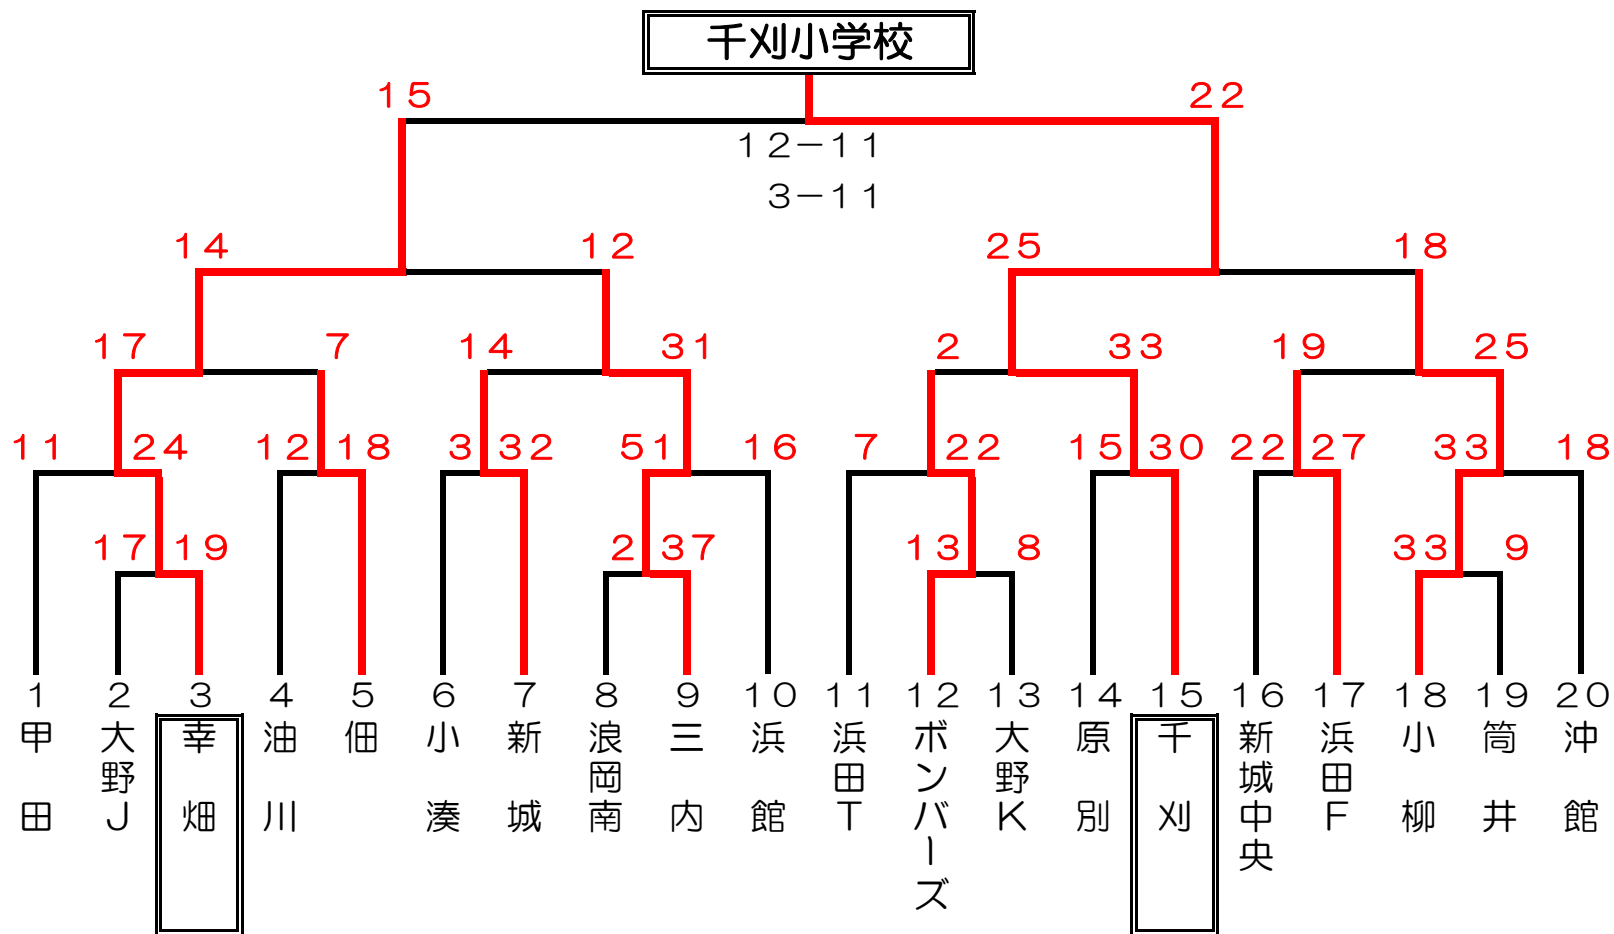 千刈小学校
15 22
12-11
3-11
14 12 25 18
17 7 14 31 2 33 19 25
11 24 12 18 3 32 51 16 7 22 15 30 22 27 33 18
17 19 2 37 13 8 33 9
1 2 3 4 5 6 7 8 9 10 11 12 13 14 15 16 17 18 19 20
甲田
大野J
幸畑
油川
佃
小湊
新城
浪岡南
三内
浜館
浜田T
ボンバーズ
大野K
原別
千刈
新城中央
浜田F
小柳
筒井
沖館